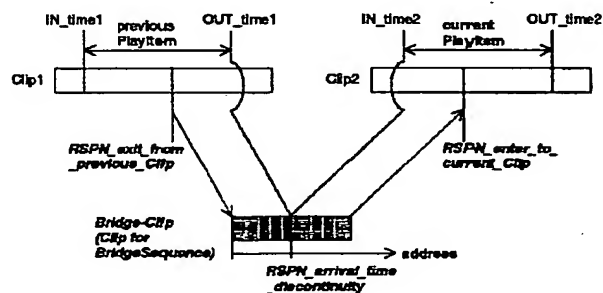 IN_time1
previous
PlayItem
OUT_time1
IN_time2
current
PlayItem
OUT_time2
Clip1
Clip2
RSPN_exit_from
_previous_Clip
RSPN_enter_to_
current_Clip
Bridge-Clip
(Clip for
BridgeSequence)
address
RSPN_arrival_time
_discontinuity